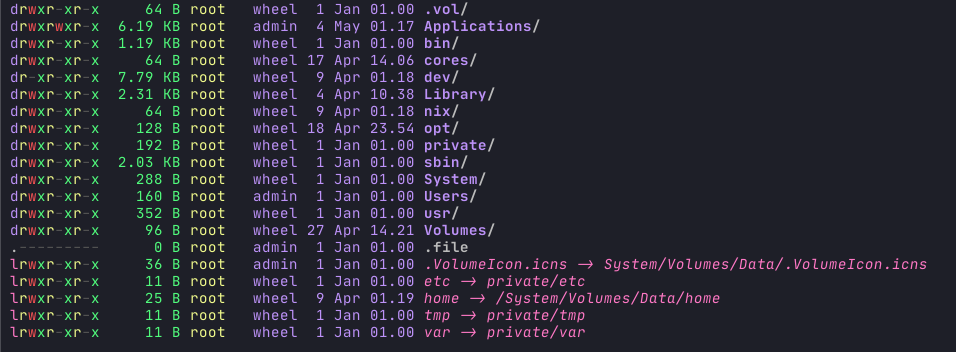 drwxr-xr-x 64 B root wheel 1 Jan 01.00 .vol/
drwxrwxr-x 6.19 KB root admin 4 May 01.17 Applications/
drwxr-xr-x 1.19 KB root wheel 1 Jan 01.00 bin/
drwxr-xr-x 64 B root wheel 17 Apr 14.06 cores/
dr-xr-xr-x 7.79 KB root wheel 9 Apr 01.18 dev/
drwxr-xr-x 2.31 KB root wheel 4 Apr 10.38 Library/
drwxr-xr-x 64 B root wheel 9 Apr 01.18 nix/
drwxr-xr-x 128 B root wheel 18 Apr 23.54 opt/
drwxr-xr-x 192 B root wheel 1 Jan 01.00 private/
drwxr-xr-x 2.03 KB root wheel 1 Jan 01.00 sbin/
drwxr-xr-x 288 B root wheel 1 Jan 01.00 System/
drwxr-xr-x 160 B root admin 1 Jan 01.00 Users/
drwxr-xr-x 352 B root wheel 1 Jan 01.00 usr/
drwxr-xr-x 96 B root wheel 27 Apr 14.21 Volumes/
.--------- 0 B root admin 1 Jan 01.00 .file
lrwxr-xr-x 36 B root admin 1 Jan 01.00 .VolumeIcon.icns -> System/Volumes/Data/.VolumeIcon.icns
lrwxr-xr-x 11 B root wheel 1 Jan 01.00 etc -> private/etc
lrwxr-xr-x 25 B root wheel 9 Apr 01.19 home -> /System/Volumes/Data/home
lrwxr-xr-x 11 B root wheel 1 Jan 01.00 tmp -> private/tmp
lrwxr-xr-x 11 B root wheel 1 Jan 01.00 var -> private/var